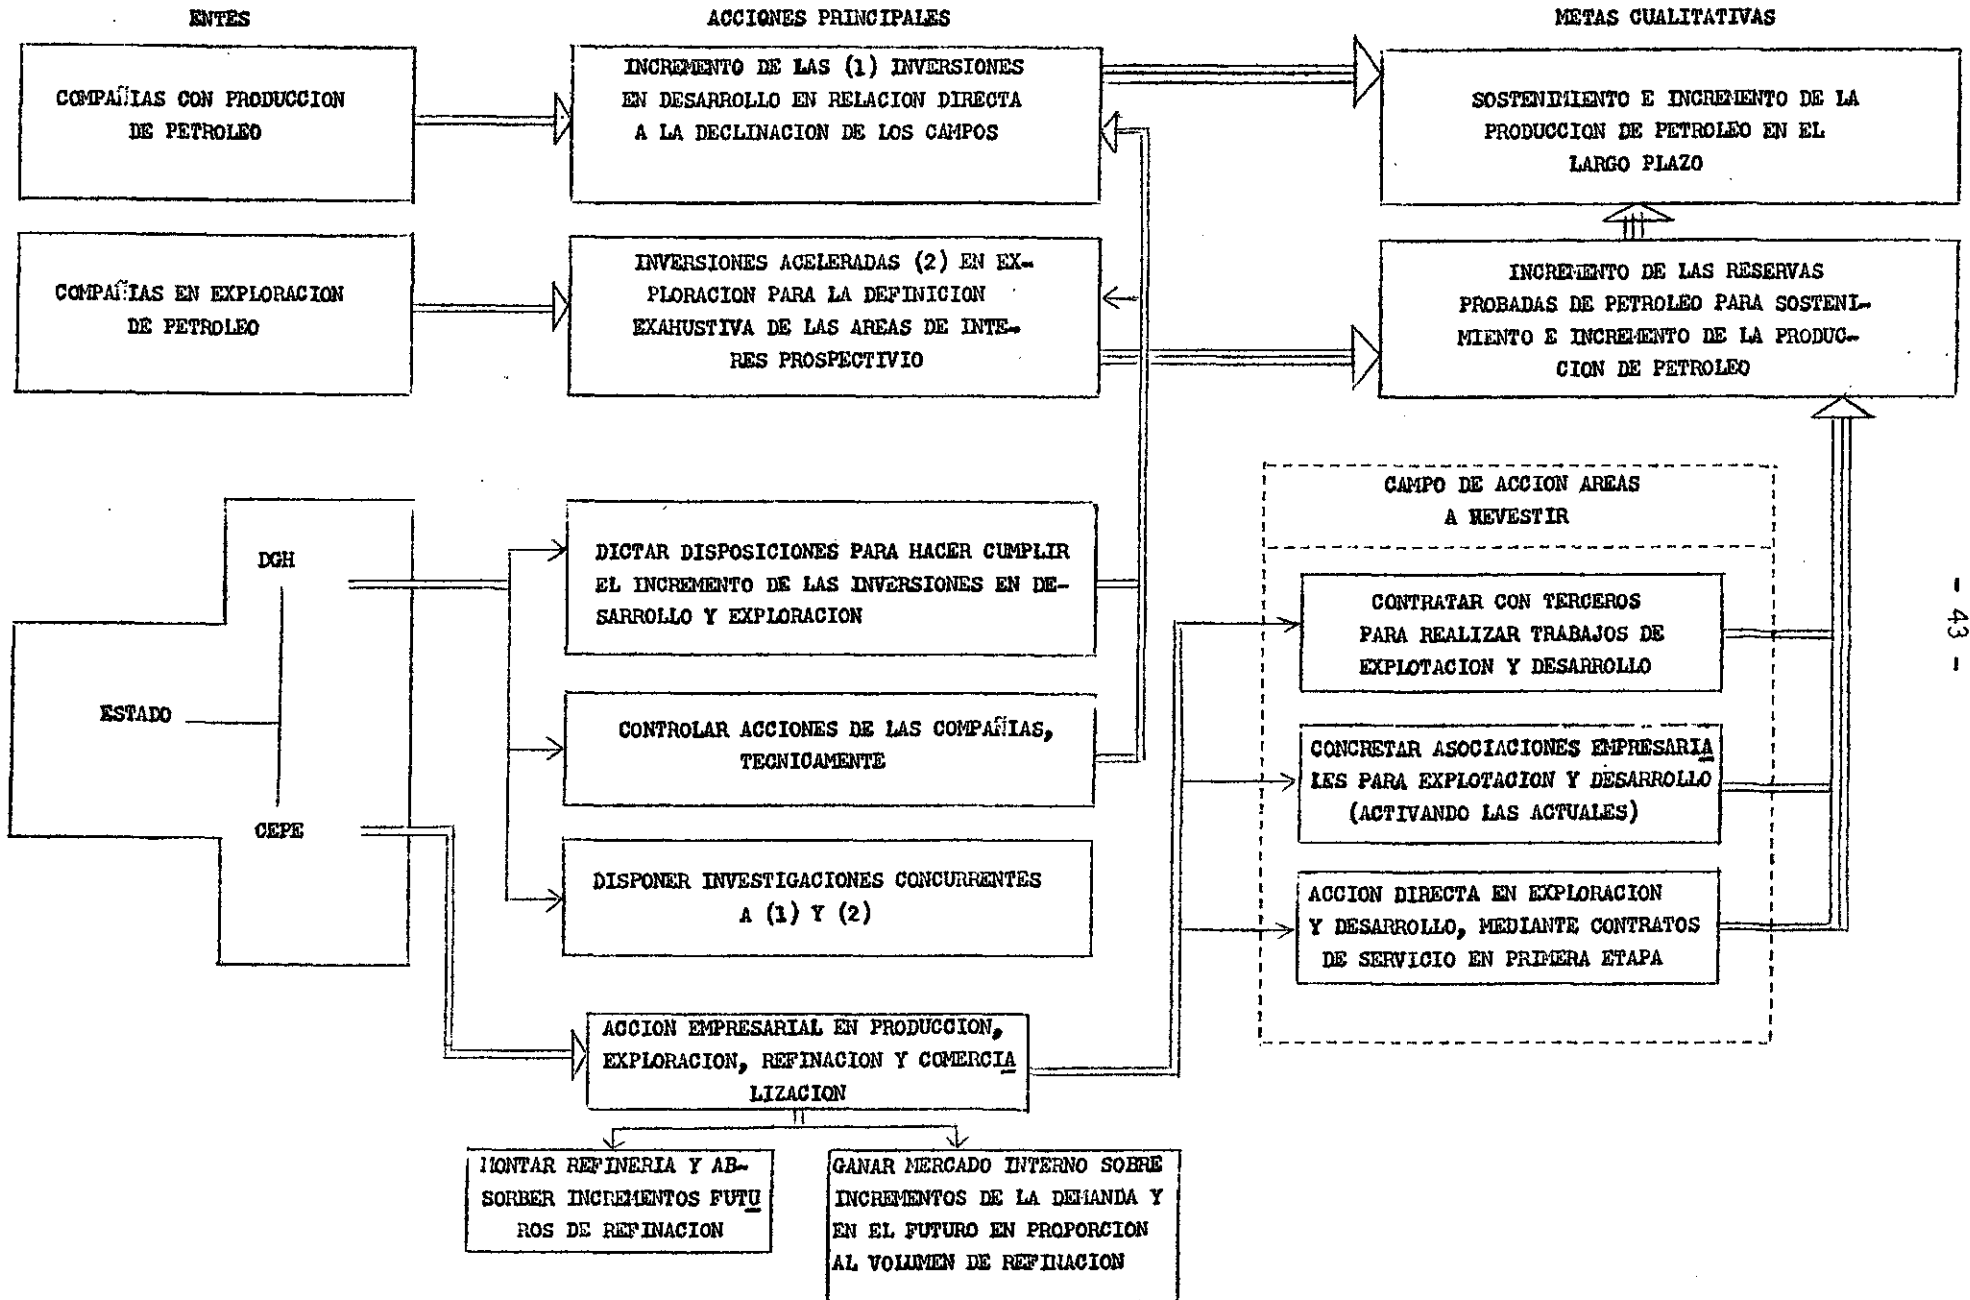 ENTES
ACCIONES PRINCIPALES
METAS CUALITATIVAS
COMPAÑIAS CON PRODUCCION
DE PETROLEO
INCREMENTO DE LAS (1) INVERSIONES
EN DESARROLLO EN RELACION DIRECTA
A LA DECLINACION DE LOS CAMPOS
SOSTENIMIENTO E INCREMENTO DE LA
PRODUCCION DE PETROLEO EN EL
LARGO PLAZO
COMPAÑIAS EN EXPLORACION
DE PETROLEO
INVERSIONES ACELERADAS (2) EN EX-
PLORACION PARA LA DEFINICION
EXAHUSTIVA DE LAS AREAS DE INTE-
RES PROSPECTIVIO
INCREMENTO DE LAS RESERVAS
PROBADAS DE PETROLEO PARA SOSTENI-
MIENTO E INCREMENTO DE LA PRODUC-
CION DE PETROLEO
ESTADO
DGH
CEPE
DICTAR DISPOSICIONES PARA HACER CUMPLIR
EL INCREMENTO DE LAS INVERSIONES EN DE-
SARROLLO Y EXPLORACION
CONTROLAR ACCIONES DE LAS COMPAÑIAS,
TECNICAMENTE
DISPONER INVESTIGACIONES CONCURRENTES
A (1) Y (2)
ACCION EMPRESARIAL EN PRODUCCION,
EXPLORACION, REFINACION Y COMERCIA
LIZACION
MONTAR REFINERIA Y AB-
SORBER INCREMENTOS FUTU
ROS DE REFINACION
GANAR MERCADO INTERNO SOBRE
INCREMENTOS DE LA DEMANDA Y
EN EL FUTURO EN PROPORCION
AL VOLUMEN DE REFINACION
CAMPO DE ACCION AREAS
A REVESTIR
CONTRATAR CON TERCEROS
PARA REALIZAR TRABAJOS DE
EXPLOTACION Y DESARROLLO
CONCRETAR ASOCIACIONES EMPRESARIA
LES PARA EXPLOTACION Y DESARROLLO
(ACTIVANDO LAS ACTUALES)
ACCION DIRECTA EN EXPLORACION
Y DESARROLLO, MEDIANTE CONTRATOS
DE SERVICIO EN PRIMERA ETAPA
- 43 -